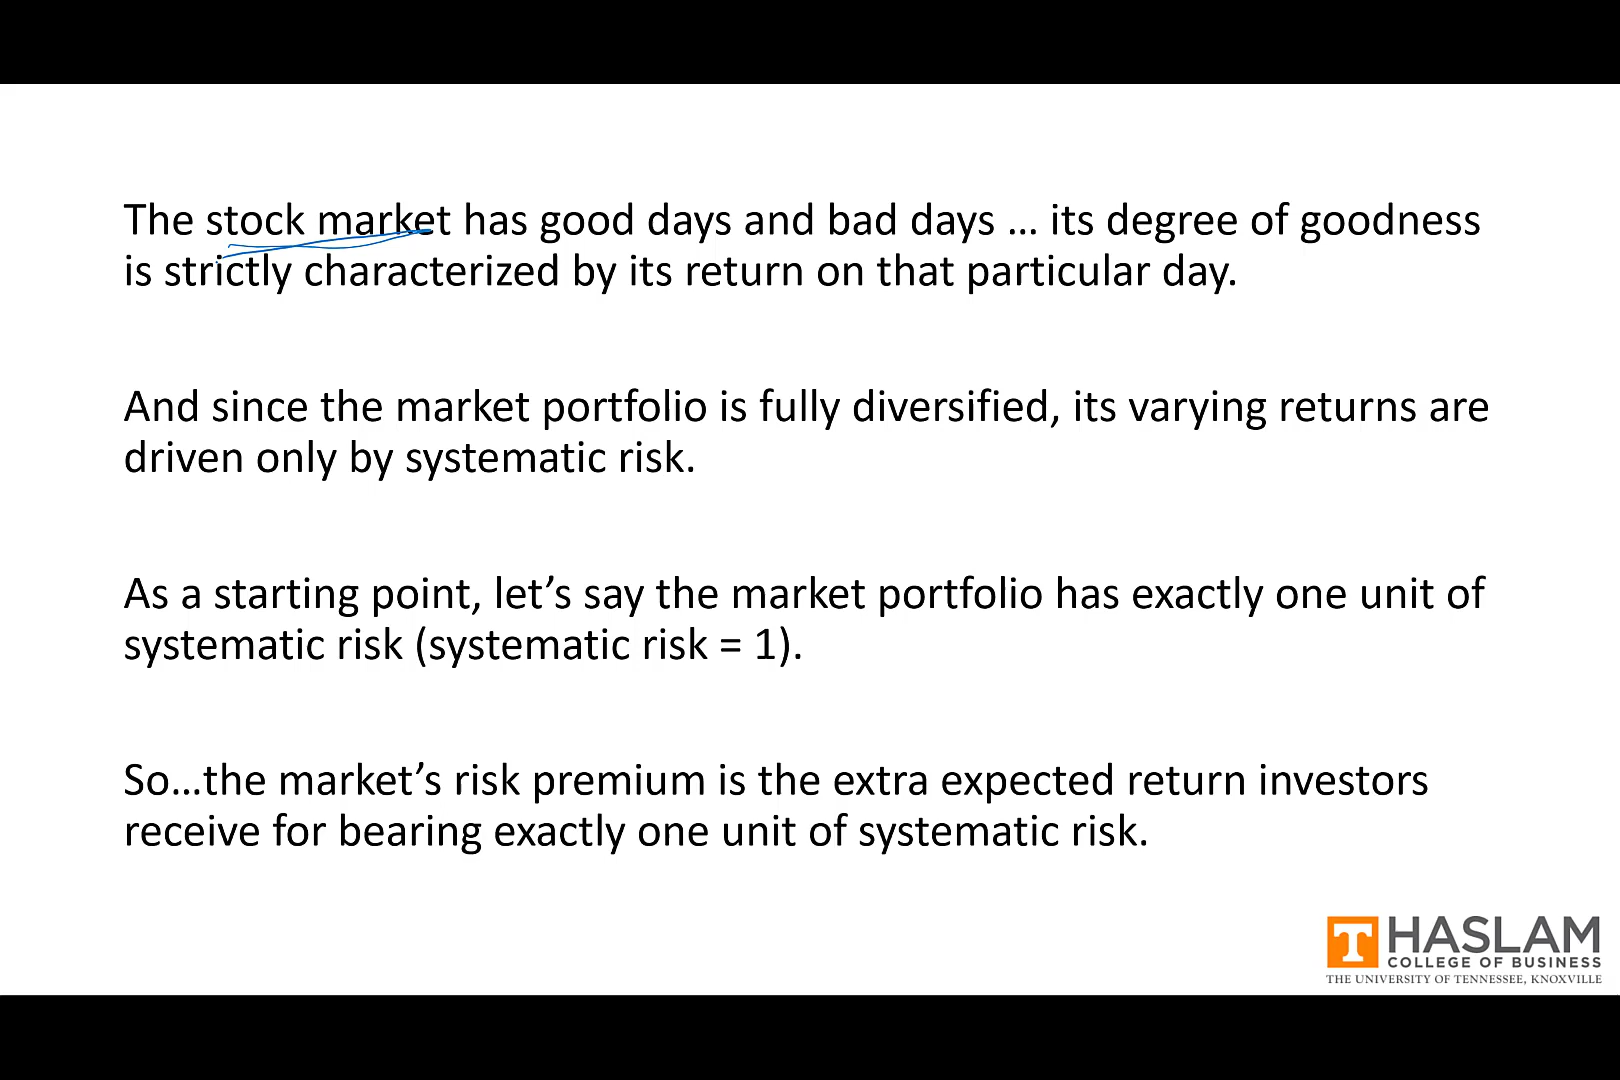 The stock market has good days and bad days … its degree of goodness
is strictly characterized by its return on that particular day.
And since the market portfolio is fully diversified, its varying returns are
driven only by systematic risk.
As a starting point, let’s say the market portfolio has exactly one unit of
systematic risk (systematic risk = 1).
So…the market’s risk premium is the extra expected return investors
receive for bearing exactly one unit of systematic risk.
T HASLAM
COLLEGE OF BUSINESS
THE UNIVERSITY OF TENNESSEE, KNOXVILLE